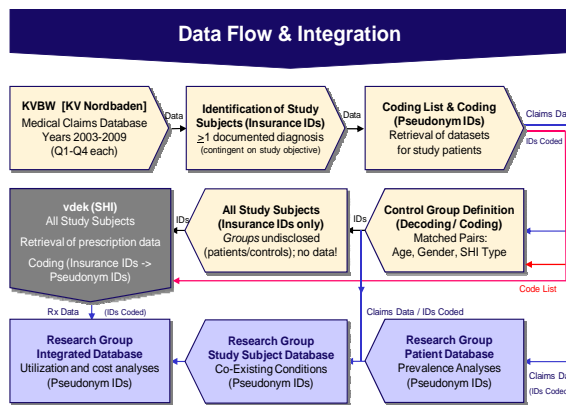 Data Flow & Integration
KVBW [KV Nordbaden]
Medical Claims Database
Years 2003-2009
(Q1-Q4 each)
Data
Identification of Study
Subjects (Insurance IDs)
>1 documented diagnosis
(contingent on study objective)
Data
Coding List & Coding
(Pseudonym IDs)
Retrieval of datasets
for study patients
Claims Da
IDs Coded
vdek (SHI)
All Study Subjects
Retrieval of prescription data
Coding (Insurance IDs ->
Pseudonym IDs)
IDs
All Study Subjects
(Insurance IDs only)
Groups undisclosed
(patients/controls); no data!
IDs
Control Group Definition
(Decoding / Coding)
Matched Pairs:
Age, Gender, SHI Type
Code List
Rx Data (IDs Coded)
Claims Data / IDs Coded
Research Group
Integrated Database
Utilization and cost analyses
(Pseudonym IDs)
Research Group
Study Subject Database
Co-Existing Conditions
(Pseudonym IDs)
Research Group
Patient Database
Prevalence Analyses
(Pseudonym IDs)
Claims Da
(IDs Coded